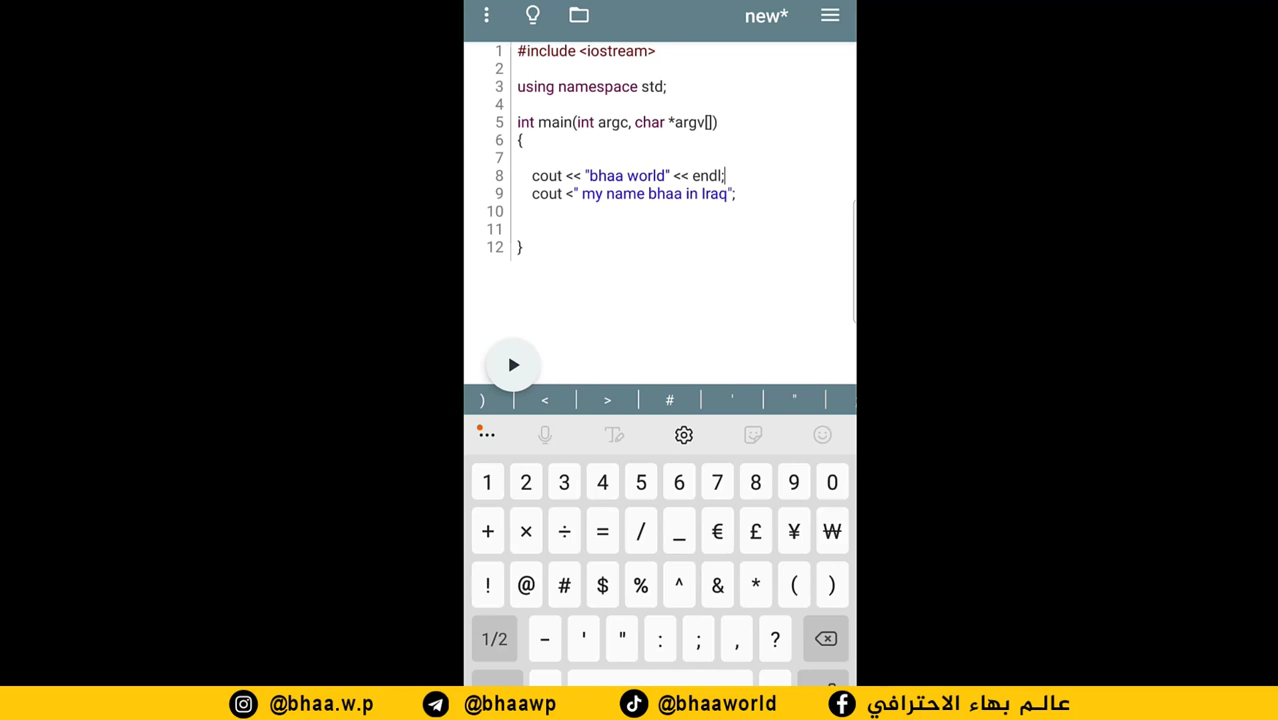 new*
1 #include <iostream>
2
3 using namespace std;
4
5 int main(int argc, char *argv[])
6 {
7
8 cout << "bhaa world" << endl;
9 cout <" my name bhaa in Iraq";
10
11
12 }
) | < | > | # | ' | " |
1 2 3 4 5 6 7 8 9 0
+ × ÷ = / _ € £ ¥ ₩
! @ # $ % ^ & * ( )
1/2 - ' " : ; , ?
@bhaa.w.p @bhaawp @bhaaworld عالم بهاء الاحترافي